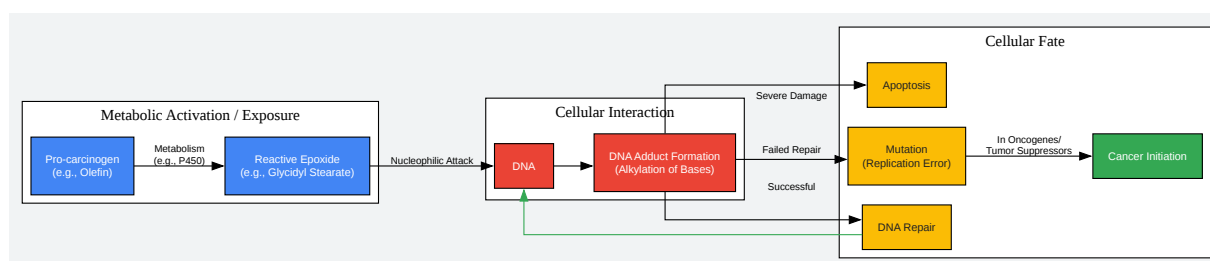 Metabolic Activation / Exposure
Pro-carcinogen
(e.g., Olefin)
Metabolism
(e.g., P450)
Reactive Epoxide
(e.g., Glycidyl Stearate)
Nucleophilic Attack
Cellular Interaction
DNA
DNA Adduct Formation
(Alkylation of Bases)
Severe Damage
Failed Repair
Successful
Cellular Fate
Apoptosis
Mutation
(Replication Error)
In Oncogenes/
Tumor Suppressors
Cancer Initiation
DNA Repair